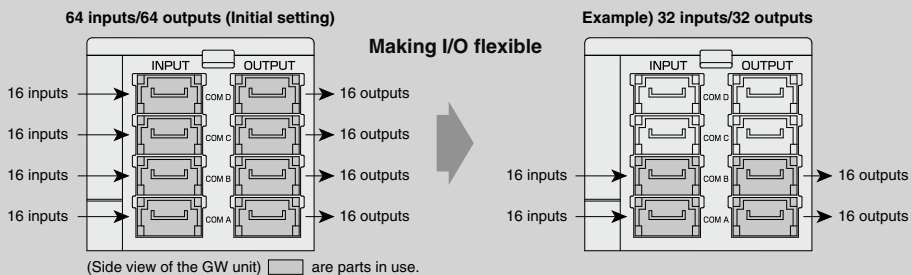 64 inputs/64 outputs (Initial setting)
Making I/O flexible
Example) 32 inputs/32 outputs
INPUT OUTPUT
16 inputs COM D 16 outputs
16 inputs COM C 16 outputs
16 inputs COM B 16 outputs
16 inputs COM A 16 outputs
(Side view of the GW unit) are parts in use.
INPUT OUTPUT
COM D
COM C
16 inputs COM B 16 outputs
16 inputs COM A 16 outputs